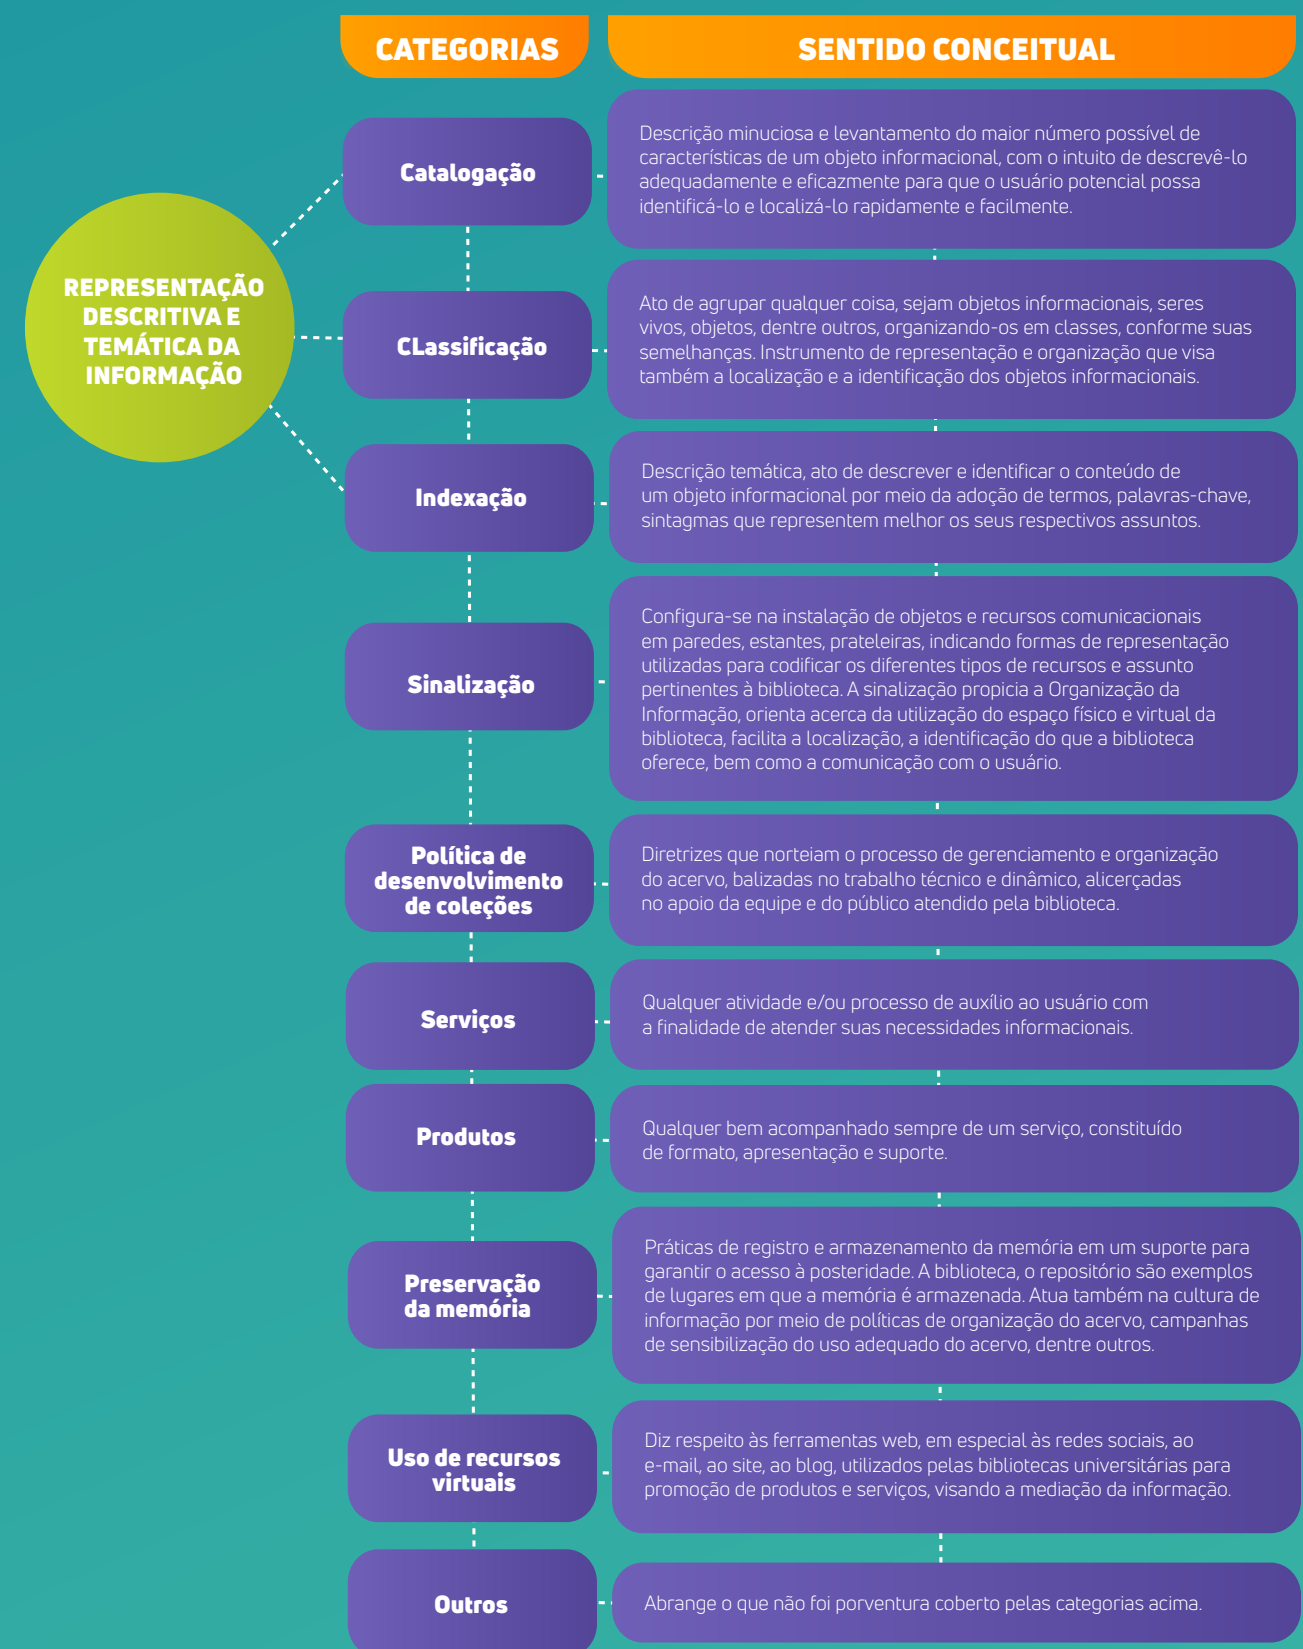 CATEGORIAS
SENTIDO CONCEITUAL
REPRESENTAÇÃO
DESCRITIVA E
TEMÁTICA DA
INFORMAÇÃO
Catalogação
Descrição minuciosa e levantamento do maior número possível de
características de um objeto informacional, com o intuito de descrevê-lo
adequadamente e eficazmente para que o usuário potencial possa
identificá-lo e localizá-lo rapidamente e facilmente.
CLassificação
Ato de agrupar qualquer coisa, sejam objetos informacionais, seres
vivos, objetos, dentre outros, organizando-os em classes, conforme suas
semelhanças. Instrumento de representação e organização que visa
também a localização e a identificação dos objetos informacionais.
Indexação
Descrição temática, ato de descrever e identificar o conteúdo de
um objeto informacional por meio da adoção de termos, palavras-chave,
sintagmas que representem melhor os seus respectivos assuntos.
Sinalização
Configura-se na instalação de objetos e recursos comunicacionais
em paredes, estantes, prateleiras, indicando formas de representação
utilizadas para codificar os diferentes tipos de recursos e assunto
pertinentes à biblioteca. A sinalização propicia a Organização da
Informação, orienta acerca da utilização do espaço físico e virtual da
biblioteca, facilita a localização, a identificação do que a biblioteca
oferece, bem como a comunicação com o usuário.
Política de
desenvolvimento
de coleções
Diretrizes que norteiam o processo de gerenciamento e organização
do acervo, balizadas no trabalho técnico e dinâmico, alicerçadas
no apoio da equipe e do público atendido pela biblioteca.
Serviços
Qualquer atividade e/ou processo de auxílio ao usuário com
a finalidade de atender suas necessidades informacionais.
Produtos
Qualquer bem acompanhado sempre de um serviço, constituído
de formato, apresentação e suporte.
Preservação
da memória
Práticas de registro e armazenamento da memória em um suporte para
garantir o acesso à posteridade. A biblioteca, o repositório são exemplos
de lugares em que a memória é armazenada. Atua também na cultura de
informação por meio de políticas de organização do acervo, campanhas
de sensibilização do uso adequado do acervo, dentre outros.
Uso de recursos
virtuais
Diz respeito às ferramentas web, em especial às redes sociais, ao
e-mail, ao site, ao blog, utilizados pelas bibliotecas universitárias para
promoção de produtos e serviços, visando a mediação da informação.
Outros
Abrange o que não foi porventura coberto pelas categorias acima.